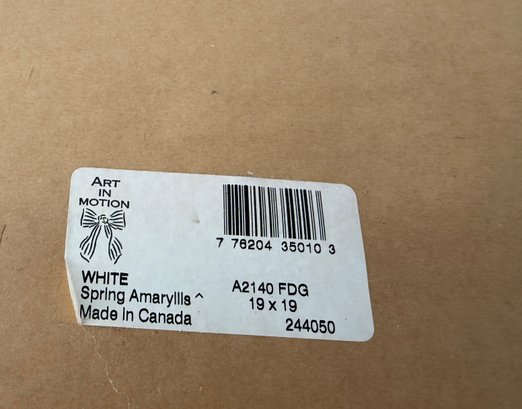 ART
IN
MOTION
7 76204 35010 3
WHITE
Spring Amaryllis ^
Made in Canada
A2140 FDG
19 x 19
244050